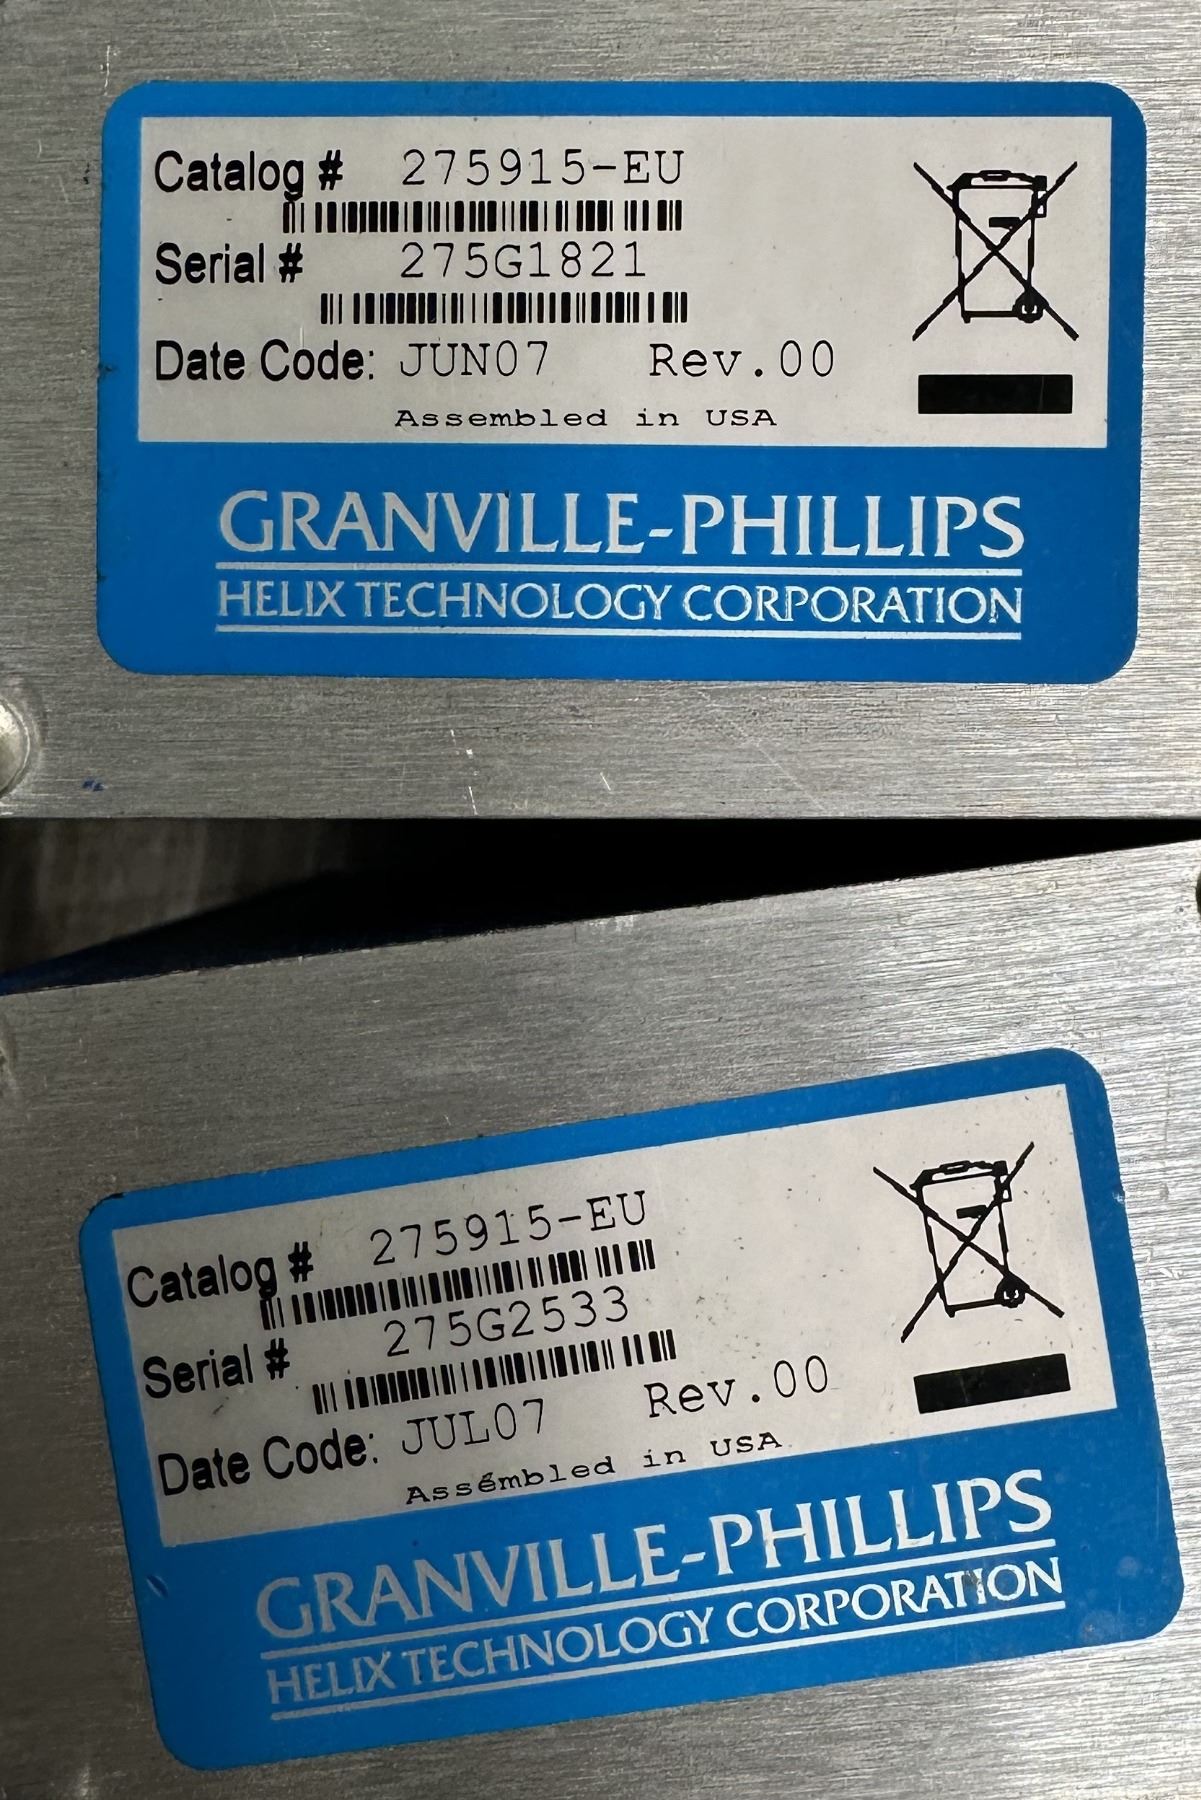 Catalog # 275915-EU
Serial # 275G1821
Date Code: JUN07 Rev.00
Assembled in USA
GRANVILLE-PHILLIPS
HELIX TECHNOLOGY CORPORATION
Catalog # 275915-EU
Serial # 275G2533
Date Code: JUL07 Rev.00
Assembled in USA
GRANVILLE-PHILLIPS
HELIX TECHNOLOGY CORPORATION